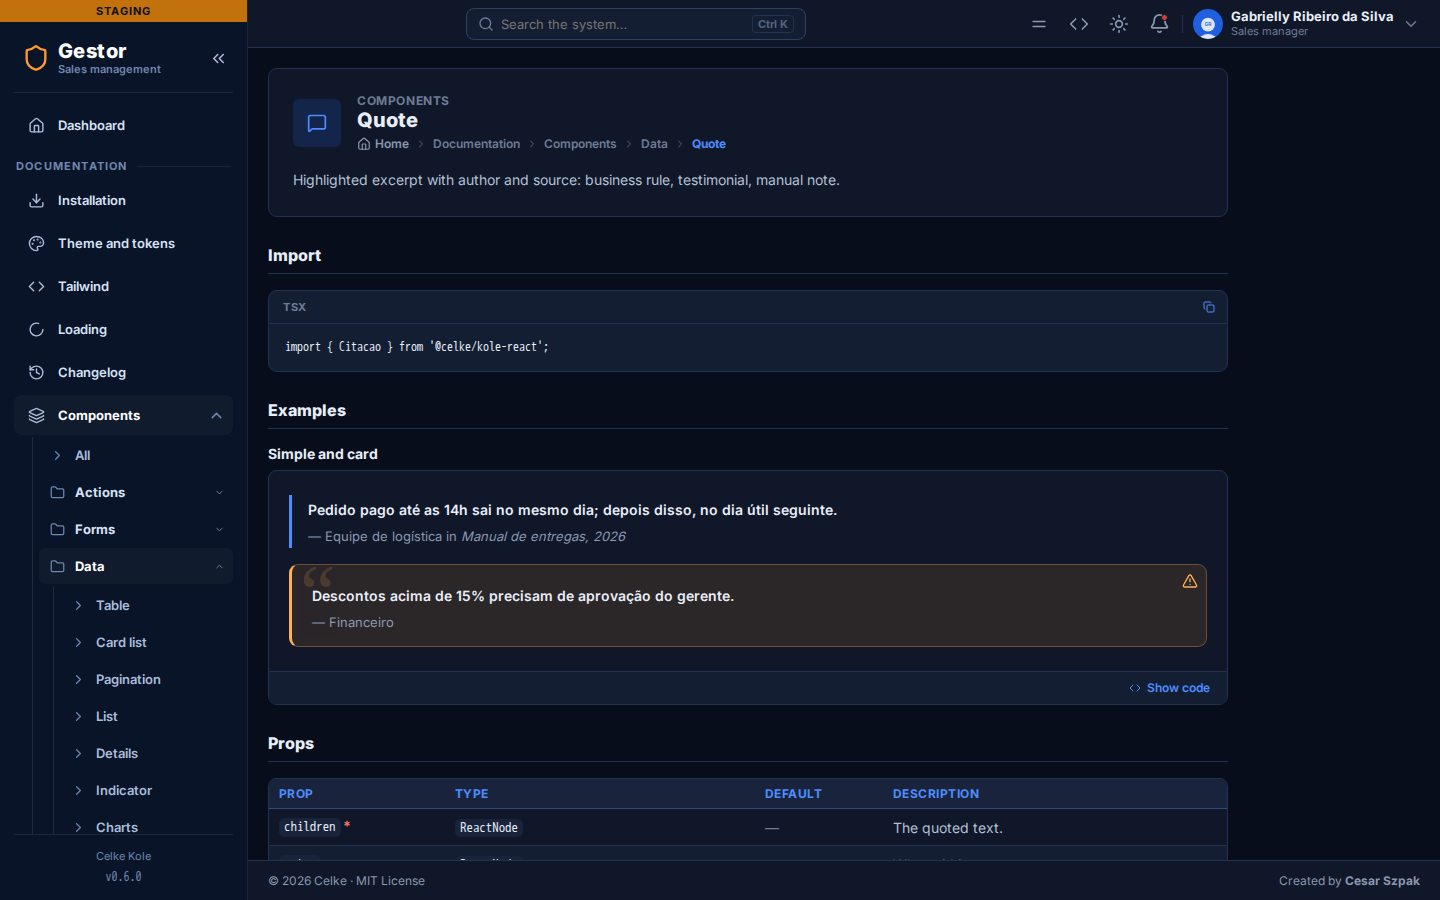 STAGING
Gestor
Sales management
Dashboard
DOCUMENTATION
Installation
Theme and tokens
Tailwind
Loading
Changelog
Components
All
Actions
Forms
Data
Table
Card list
Pagination
List
Details
Indicator
Charts
Celke Kole
v0.6.0
Search the system...
Ctrl K
GR
Gabrielly Ribeiro da Silva
Sales manager
COMPONENTS
Quote
Home
Documentation
Components
Data
Quote
Highlighted excerpt with author and source: business rule, testimonial, manual note.
Import
TSX
import { Citacao } from '@celke/kole-react';
Examples
Simple and card
Pedido pago até as 14h sai no mesmo dia; depois disso, no dia útil seguinte.
— Equipe de logística in Manual de entregas, 2026
“
Descontos acima de 15% precisam de aprovação do gerente.
— Financeiro
Show code
Props
PROP TYPE DEFAULT DESCRIPTION
children * ReactNode — The quoted text.
© 2026 Celke · MIT License
Created by Cesar Szpak